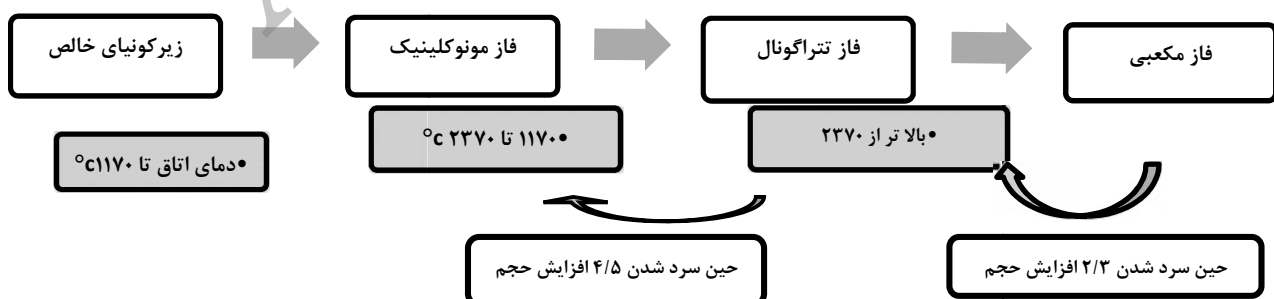 زیرکونیای خالص
فاز مونوکلینیک
فاز تتراگونال
فاز مکعبی
•دمای اتاق تا ۱۱۷۰°c
•۱۱۷۰ تا ۲۳۷۰ °c
•بالا تر از ۲۳۷۰
حین سرد شدن ۴/۵ افزایش حجم
حین سرد شدن ۲/۳ افزایش حجم